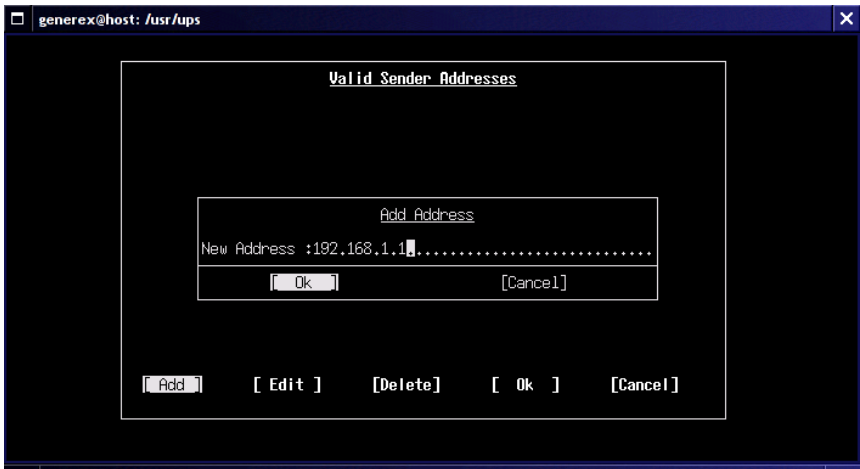 generex@host: /usr/ups
Valid Sender Addresses
Add Address
New Address :192.168.1.1............................
[ Ok ] [Cancel]
[ Add ] [ Edit ] [Delete] [ Ok ] [Cancel]